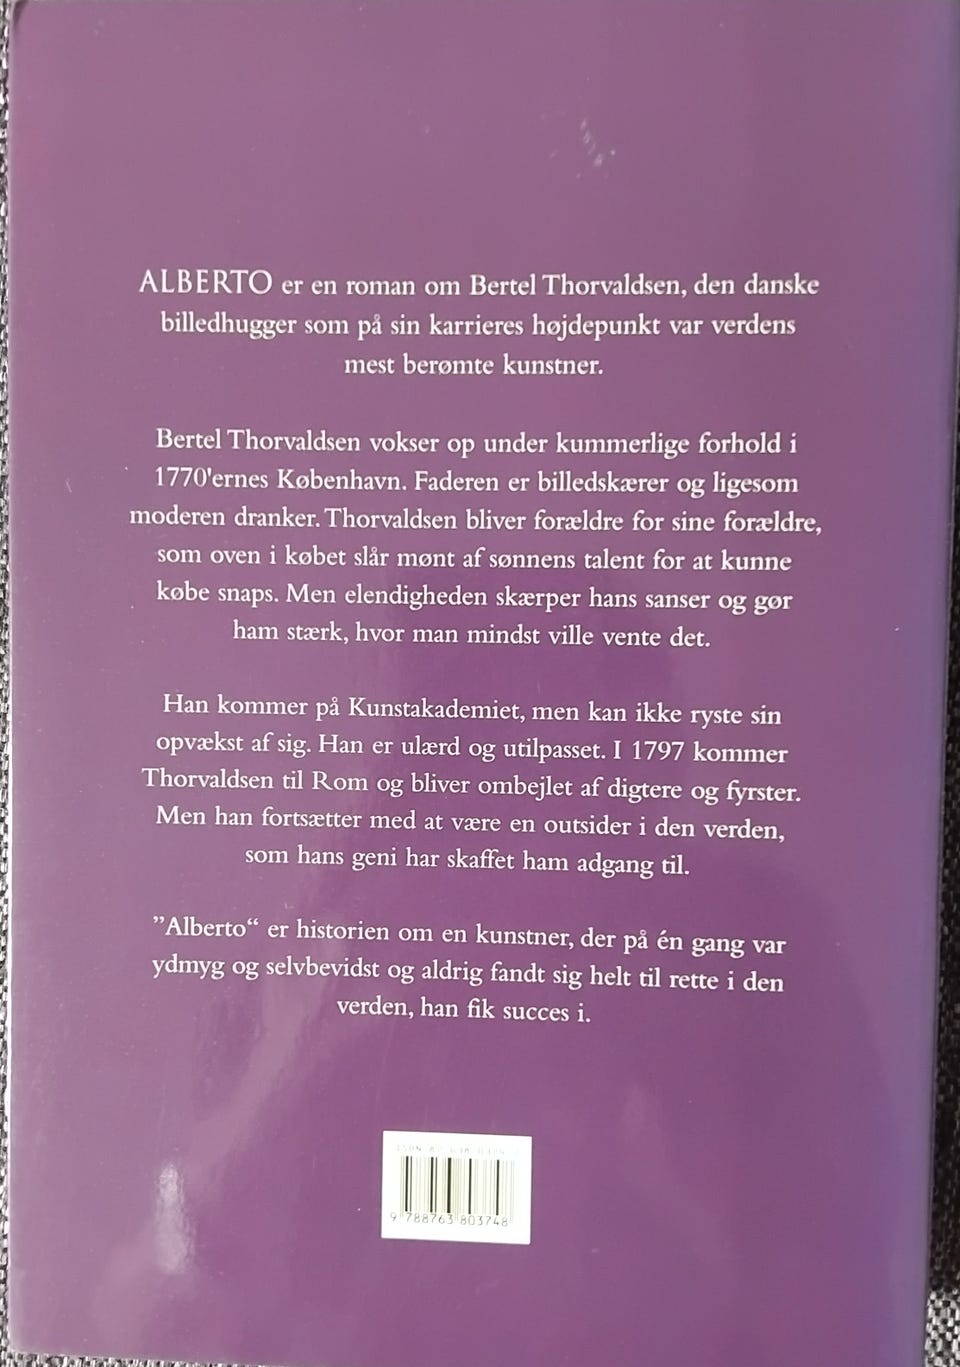 ALBERTO er en roman om Bertel Thorvaldsen, den danske
billedhugger som på sin karrieres højdepunkt var verdens
mest berømte kunstner.
Bertel Thorvaldsen vokser op under kummerlige forhold i
1770'ernes København. Faderen er billedskærer og ligesom
moderen dranker. Thorvaldsen bliver forældre for sine forældre,
som oven i købet slår mønt af sønnens talent for at kunne
købe snaps. Men elendigheden skærper hans sanser og gør
ham stærk, hvor man mindst ville vente det.
Han kommer på Kunstakademiet, men kan ikke ryste sin
opvækst af sig. Han er ulærd og utilpasset. I 1797 kommer
Thorvaldsen til Rom og bliver ombejlet af digtere og fyrster.
Men han fortsætter med at være en outsider i den verden,
som hans geni har skaffet ham adgang til.
”Alberto“ er historien om en kunstner, der på én gang var
ydmyg og selvbevidst og aldrig fandt sig helt til rette i den
verden, han fik succes i.
ISBN
9 788763 803748